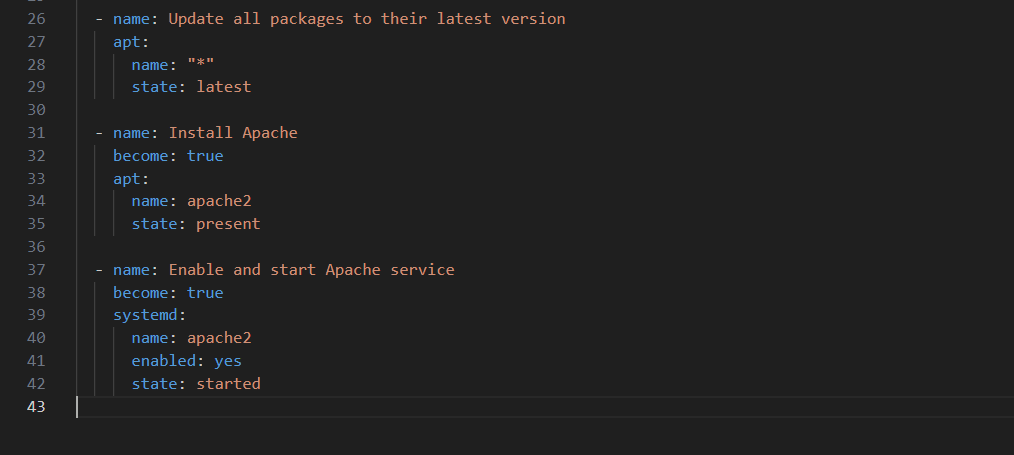 26 - name: Update all packages to their latest version
27 apt:
28 name: "*"
29 state: latest
30
31 - name: Install Apache
32 become: true
33 apt:
34 name: apache2
35 state: present
36
37 - name: Enable and start Apache service
38 become: true
39 systemd:
40 name: apache2
41 enabled: yes
42 state: started
43